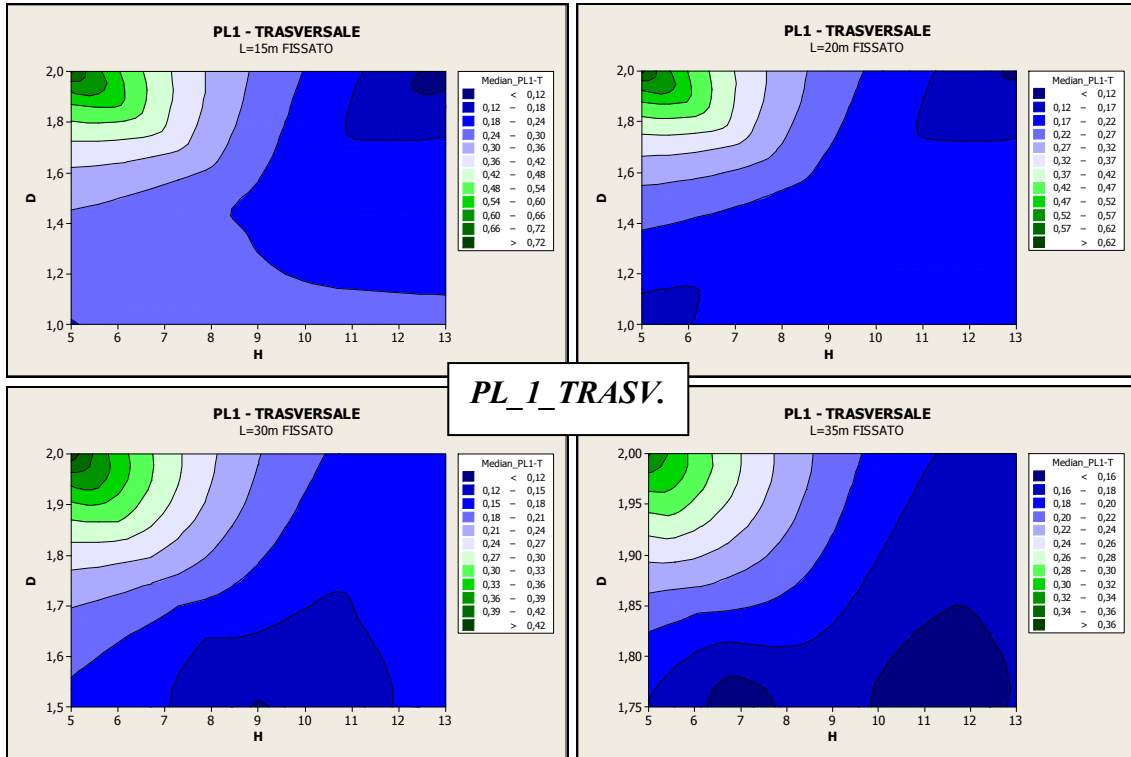 PL1 - TRASVERSALE
L=15m FISSATO
2,0
1,8
1,6
1,4
1,2
1,0
D
5 6 7 8 9 10 11 12 13
H
Median_PL1-T
< 0,12
0,12 – 0,18
0,18 – 0,24
0,24 – 0,30
0,30 – 0,36
0,36 – 0,42
0,42 – 0,48
0,48 – 0,54
0,54 – 0,60
0,60 – 0,66
0,66 – 0,72
> 0,72
PL1 - TRASVERSALE
L=20m FISSATO
2,0
1,8
1,6
1,4
1,2
1,0
D
5 6 7 8 9 10 11 12 13
H
Median_PL1-T
< 0,12
0,12 – 0,17
0,17 – 0,22
0,22 – 0,27
0,27 – 0,32
0,32 – 0,37
0,37 – 0,42
0,42 – 0,47
0,47 – 0,52
0,52 – 0,57
0,57 – 0,62
> 0,62
PL_1_TRASV.
PL1 - TRASVERSALE
L=30m FISSATO
2,0
1,9
1,8
1,7
1,6
1,5
D
5 6 7 8 9 10 11 12 13
H
Median_PL1-T
< 0,12
0,12 – 0,15
0,15 – 0,18
0,18 – 0,21
0,21 – 0,24
0,24 – 0,27
0,27 – 0,30
0,30 – 0,33
0,33 – 0,36
0,36 – 0,39
0,39 – 0,42
> 0,42
PL1 - TRASVERSALE
L=35m FISSATO
2,00
1,95
1,90
1,85
1,80
1,75
D
5 6 7 8 9 10 11 12 13
H
Median_PL1-T
< 0,16
0,16 – 0,18
0,18 – 0,20
0,20 – 0,22
0,22 – 0,24
0,24 – 0,26
0,26 – 0,28
0,28 – 0,30
0,30 – 0,32
0,32 – 0,34
0,34 – 0,36
> 0,36